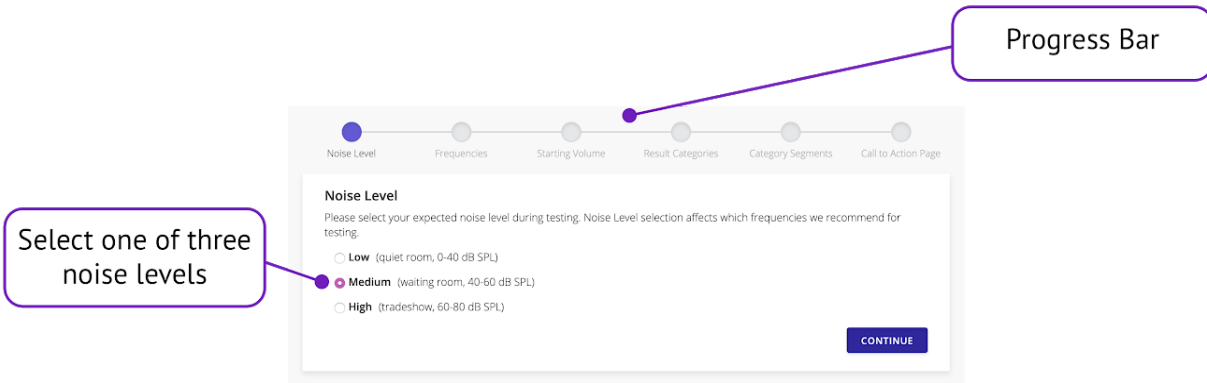 Progress Bar
Noise Level
Frequencies
Starting Volume
Result Categories
Category Segments
Call to Action Page
Noise Level
Please select your expected noise level during testing. Noise Level selection affects which frequencies we recommend for
testing.
Select one of three
noise levels
Low (quiet room, 0-40 dB SPL)
Medium (waiting room, 40-60 dB SPL)
High (tradeshow, 60-80 dB SPL)
CONTINUE